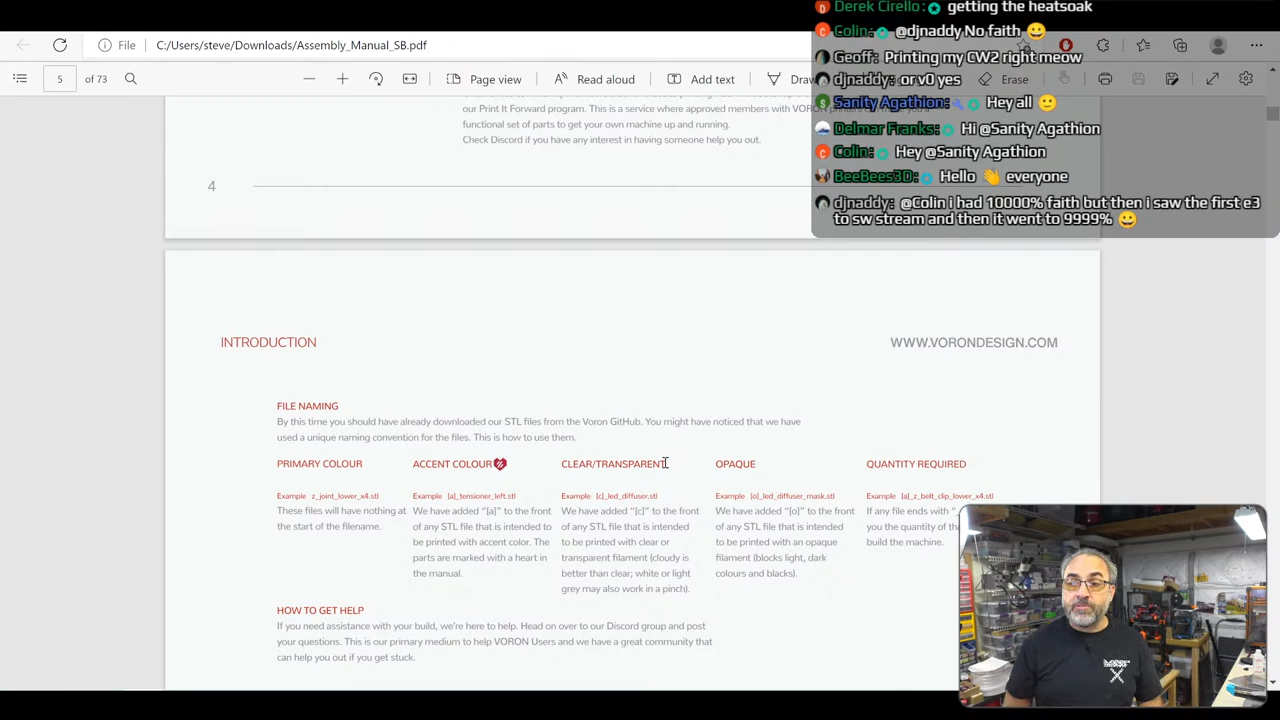 File
C:/Users/steve/Downloads/Assembly_Manual_SB.pdf
5 of 73
Page view
Read aloud
Add text
Draw
Erase
Derek Cirello: getting the heatsoak
Colin: @djnaddy No faith 😀
Geoff: Printing my CW2 right meow
djnaddy: or v0 yes
Sanity Agathion: Hey all 🙂
Delmar Franks: Hi @Sanity Agathion
Colin: Hey @Sanity Agathion
BeeBees3D: Hello 👋 everyone
djnaddy: @Colin i had 10000% faith but then i saw the first e3
to sw stream and then it went to 9999% 😀
our Print It Forward program. This is a service where approved members with VORON
functional set of parts to get your own machine up and running.
Check Discord if you have any interest in having someone help you out.
4
INTRODUCTION
WWW.VORONDESIGN.COM
FILE NAMING
By this time you should have already downloaded our STL files from the Voron GitHub. You might have noticed that we have
used a unique naming convention for the files. This is how to use them.
PRIMARY COLOUR
Example z_joint_lower_x4.stl
These files will have nothing at
the start of the filename.
ACCENT COLOUR
Example [a]_tensioner_left.stl
We have added "[a]" to the front
of any STL file that is intended to
be printed with accent color. The
parts are marked with a heart in
the manual.
CLEAR/TRANSPARENT
Example [c]_led_diffuser.stl
We have added "[c]" to the front
of any STL file that is intended
to be printed with clear or
transparent filament (cloudy is
better than clear; white or light
grey may also work in a pinch).
OPAQUE
Example [o]_led_diffuser_mask.stl
We have added "[o]" to the front
of any STL file that is intended
to be printed with an opaque
filament (blocks light, dark
colours and blacks).
QUANTITY REQUIRED
Example [a]_z_belt_clip_lower_x4.stl
If any file ends with
you the quantity of
build the machine.
HOW TO GET HELP
If you need assistance with your build, we're here to help. Head on over to our Discord group and post
your questions. This is our primary medium to help VORON Users and we have a great community that
can help you out if you get stuck.